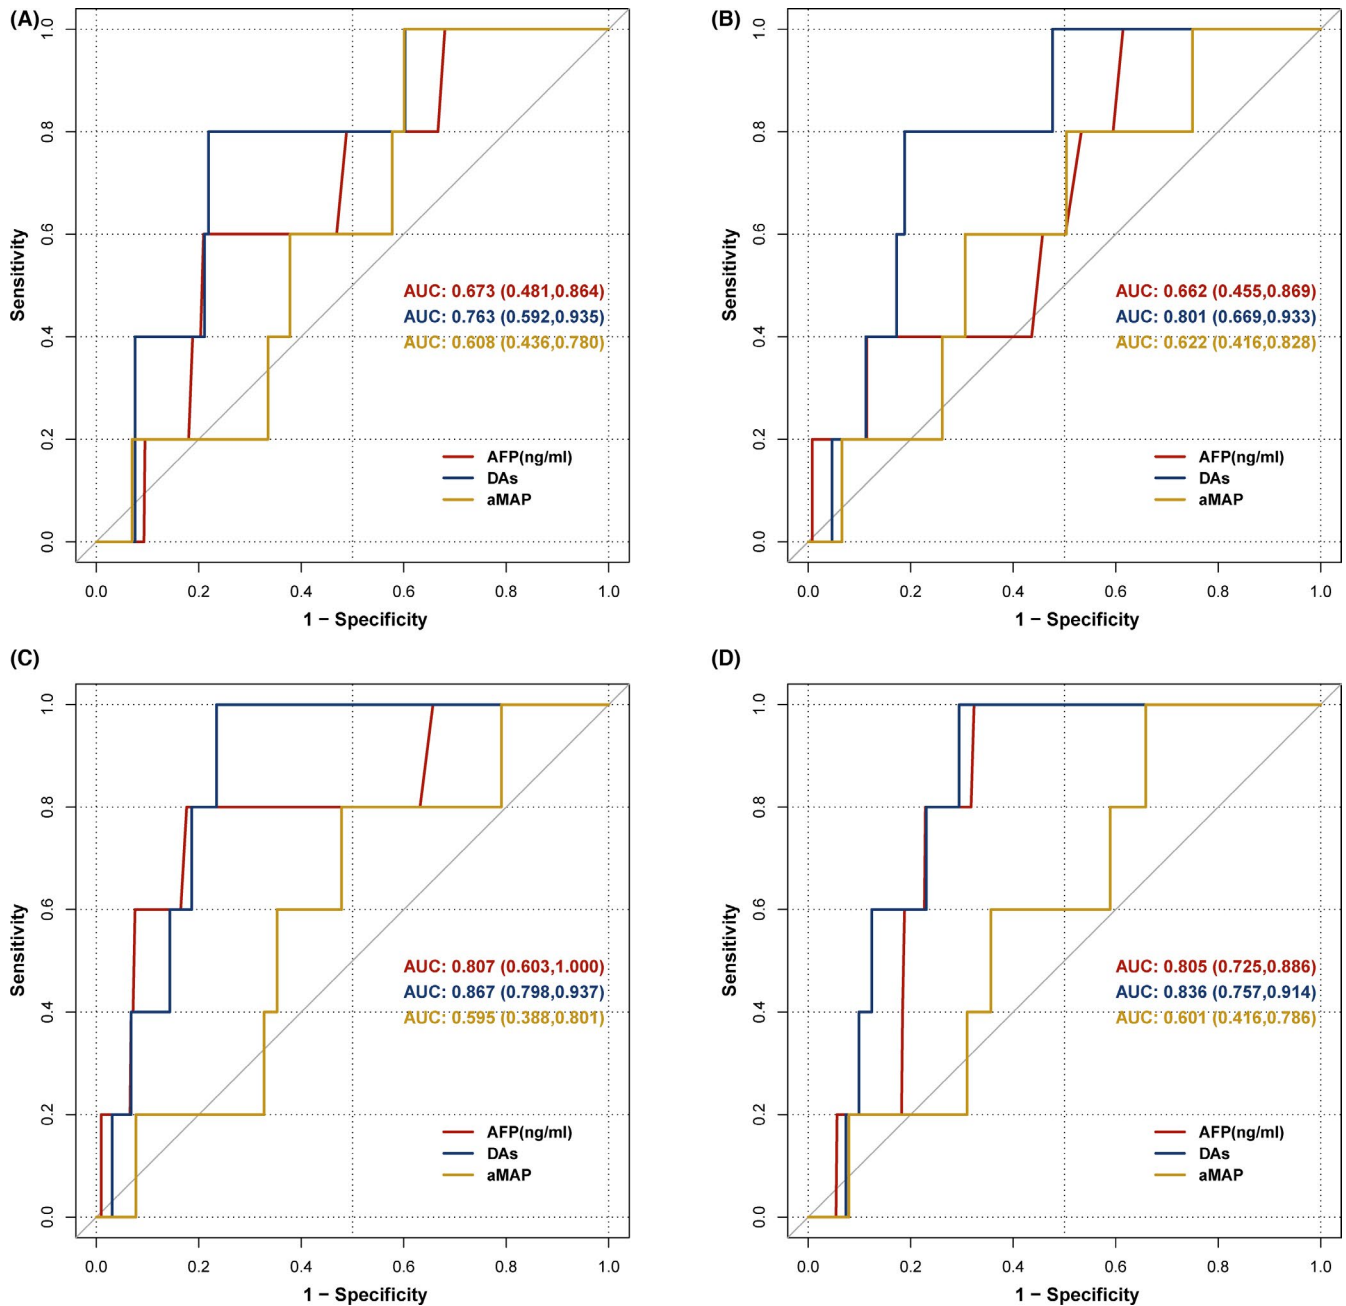 (A)
1.0
0.8
0.6
0.4
0.2
0.0
Sensitivity
AUC: 0.673 (0.481,0.864)
AUC: 0.763 (0.592,0.935)
AUC: 0.608 (0.436,0.780)
AFP(ng/ml)
DAs
aMAP
0.0 0.2 0.4 0.6 0.8 1.0
1 − Specificity
(B)
1.0
0.8
0.6
0.4
0.2
0.0
Sensitivity
AUC: 0.662 (0.455,0.869)
AUC: 0.801 (0.669,0.933)
AUC: 0.622 (0.416,0.828)
AFP(ng/ml)
DAs
aMAP
0.0 0.2 0.4 0.6 0.8 1.0
1 − Specificity
(C)
1.0
0.8
0.6
0.4
0.2
0.0
Sensitivity
AUC: 0.807 (0.603,1.000)
AUC: 0.867 (0.798,0.937)
AUC: 0.595 (0.388,0.801)
AFP(ng/ml)
DAs
aMAP
0.0 0.2 0.4 0.6 0.8 1.0
1 − Specificity
(D)
1.0
0.8
0.6
0.4
0.2
0.0
Sensitivity
AUC: 0.805 (0.725,0.886)
AUC: 0.836 (0.757,0.914)
AUC: 0.601 (0.416,0.786)
AFP(ng/ml)
DAs
aMAP
0.0 0.2 0.4 0.6 0.8 1.0
1 − Specificity